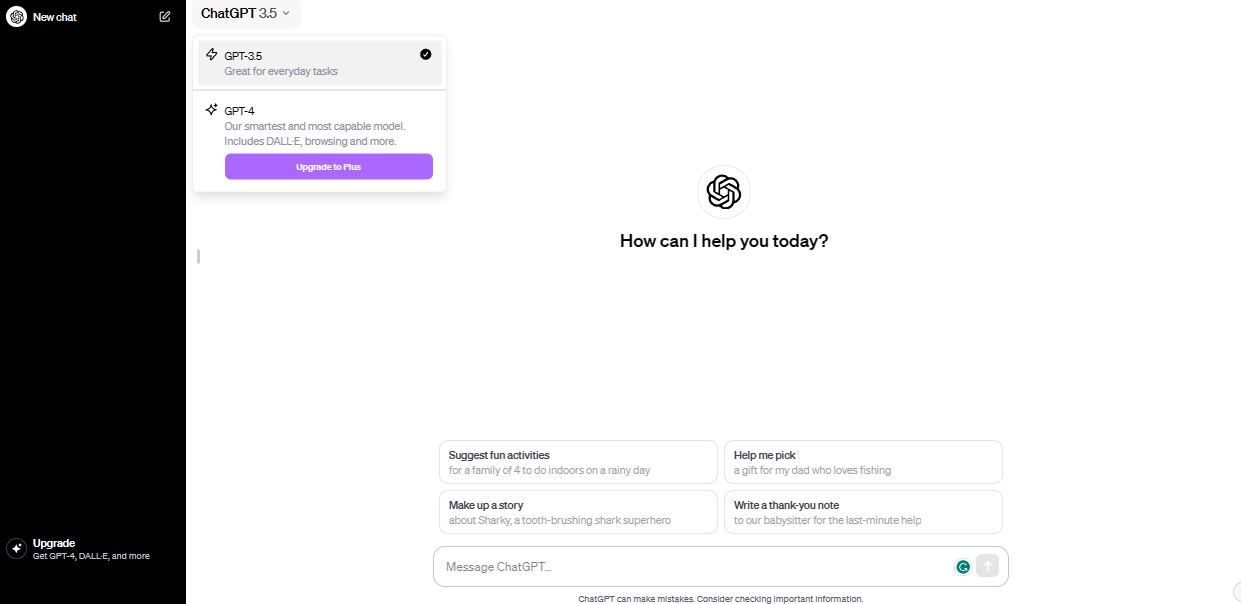 New chat
ChatGPT 3.5
GPT-3.5
Great for everyday tasks
GPT-4
Our smartest and most capable model.
Includes DALL·E, browsing and more.
Upgrade to Plus
How can I help you today?
Suggest fun activities
for a family of 4 to do indoors on a rainy day
Help me pick
a gift for my dad who loves fishing
Make up a story
about Sharky, a tooth-brushing shark superhero
Write a thank-you note
to our babysitter for the last-minute help
Upgrade
Get GPT-4, DALL·E, and more
Message ChatGPT...
ChatGPT can make mistakes. Consider checking important information.